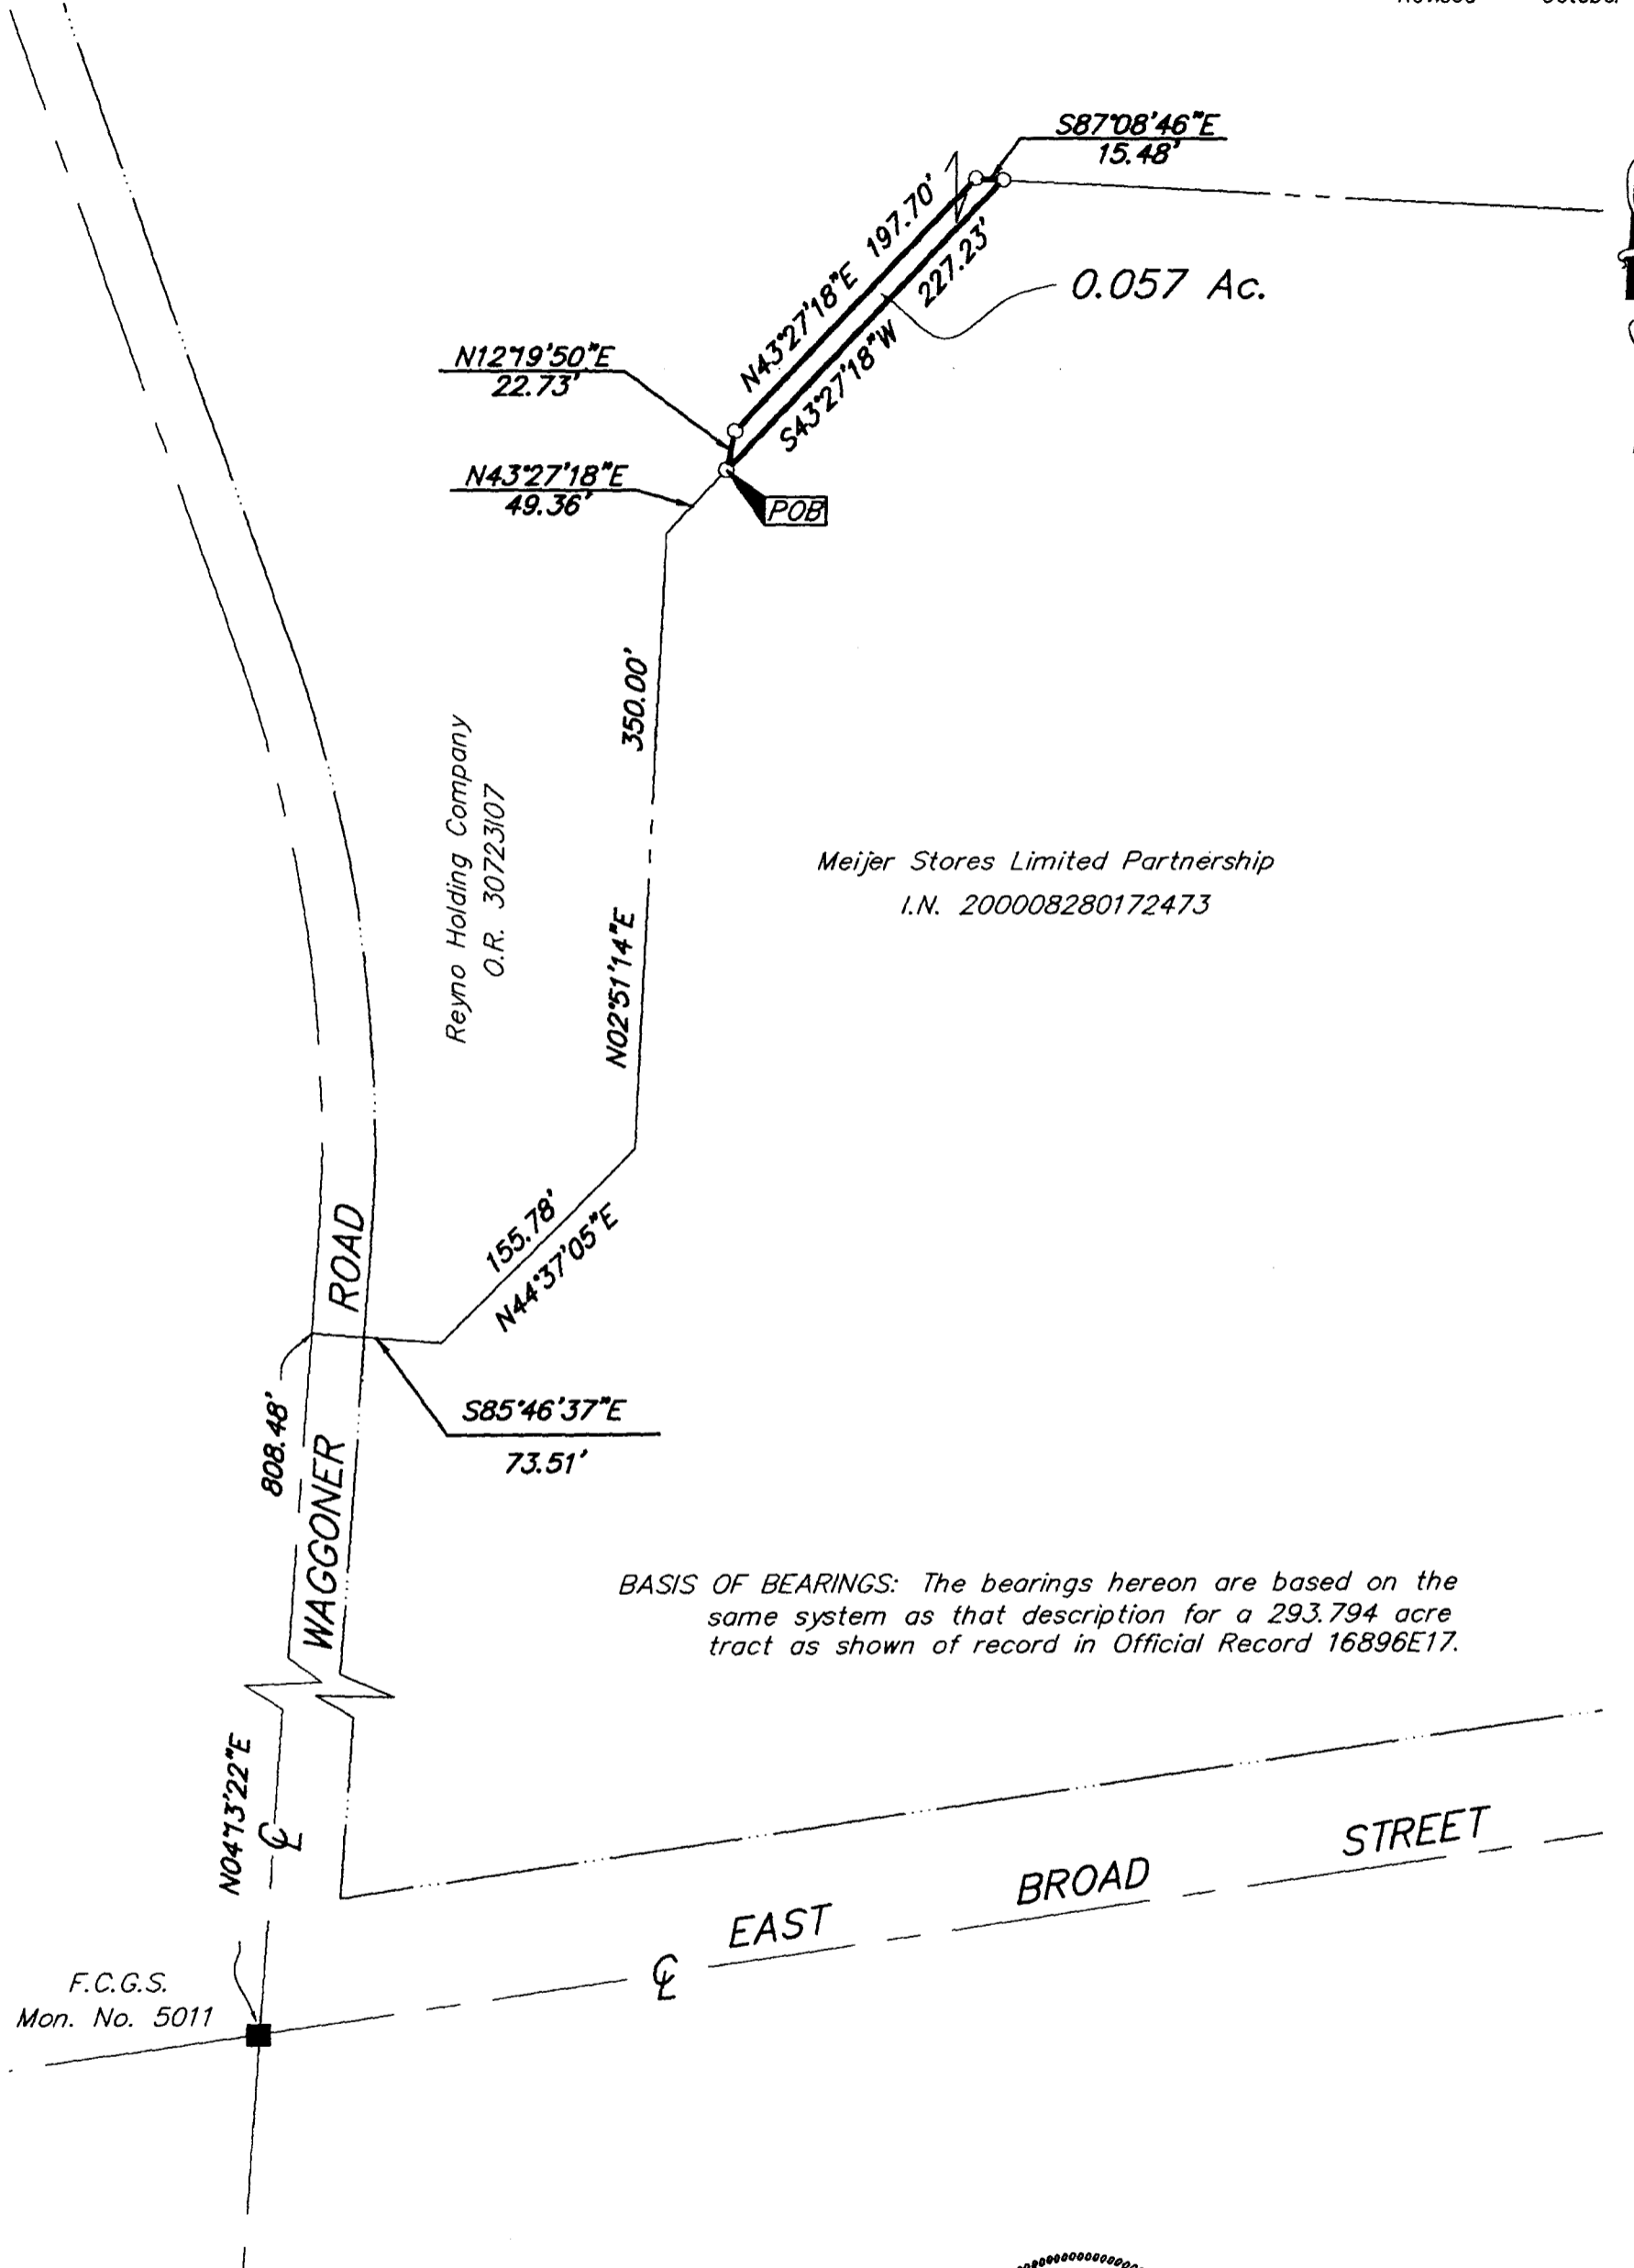 S87°08'46"E
15.48'
N43°27'18"E 197.70'
S43°27'18"W 227.23'
0.057 Ac.
N12°19'50"E
22.73'
N43°27'18"E
49.36'
POB
350.00'
N02°51'14"E
Reyno Holding Company
O.R. 30723I07
Meijer Stores Limited Partnership
I.N. 200008280172473
155.78'
N44°37'05"E
WAGGONER ROAD
808.48'
S85°46'37"E
73.51'
BASIS OF BEARINGS: The bearings hereon are based on the
same system as that description for a 293.794 acre
tract as shown of record in Official Record 16896E17.
N04°13'22"E
℄
EAST BROAD STREET
℄
F.C.G.S.
Mon. No. 5011